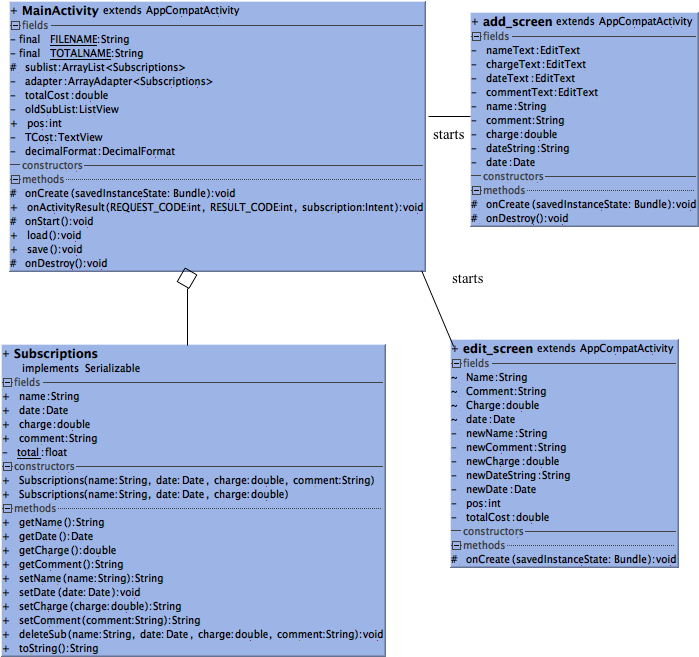 + MainActivity extends AppCompatActivity
fields
– final FILENAME:String
– final TOTALNAME:String
# sublist:ArrayList<Subscriptions>
– adapter:ArrayAdapter<Subscriptions>
– totalCost:double
– oldSubList:ListView
+ pos:int
– TCost:TextView
– decimalFormat:DecimalFormat
constructors
methods
# onCreate(savedInstanceState: Bundle):void
+ onActivityResult(REQUEST_CODE:int, RESULT_CODE:int, subscription:Intent):void
# onStart():void
+ load():void
+ save():void
# onDestroy():void
starts
+ add_screen extends AppCompatActivity
fields
– nameText:EditText
– chargeText:EditText
– dateText:EditText
– commentText:EditText
– name:String
– comment:String
– charge:double
– dateString:String
– date:Date
constructors
methods
# onCreate(savedInstanceState: Bundle):void
# onDestroy():void
starts
+ Subscriptions
implements Serializable
fields
+ name:String
+ date:Date
+ charge:double
+ comment:String
– total:float
constructors
+ Subscriptions(name:String, date:Date, charge:double, comment:String)
+ Subscriptions(name:String, date:Date, charge:double)
methods
+ getName():String
+ getDate():Date
+ getCharge():double
+ getComment():String
+ setName(name:String):String
+ setDate(date:Date):void
+ setCharge(charge:double):String
+ setComment(comment:String):String
+ deleteSub(name:String, date:Date, charge:double, comment:String):void
+ toString():String
+ edit_screen extends AppCompatActivity
fields
~ Name:String
~ Comment:String
~ Charge:double
~ date:Date
– newName:String
– newComment:String
– newCharge:double
– newDateString:String
– newDate:Date
– pos:int
– totalCost:double
constructors
methods
# onCreate(savedInstanceState: Bundle):void